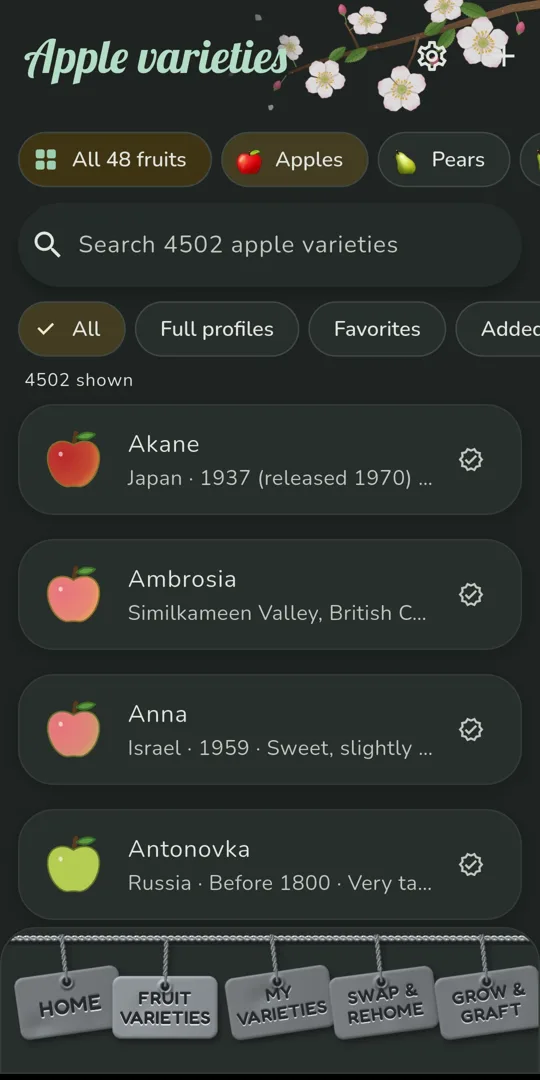 Apple varieties
All 48 fruits
Apples
Pears
Search 4502 apple varieties
All
Full profiles
Favorites
Added
4502 shown
Akane
Japan · 1937 (released 1970) ...
Ambrosia
Similkameen Valley, British C...
Anna
Israel · 1959 · Sweet, slightly ...
Antonovka
Russia · Before 1800 · Very ta...
HOME
FRUIT
VARIETIES
MY
VARIETIES
SWAP &
REHOME
GROW &
GRAFT